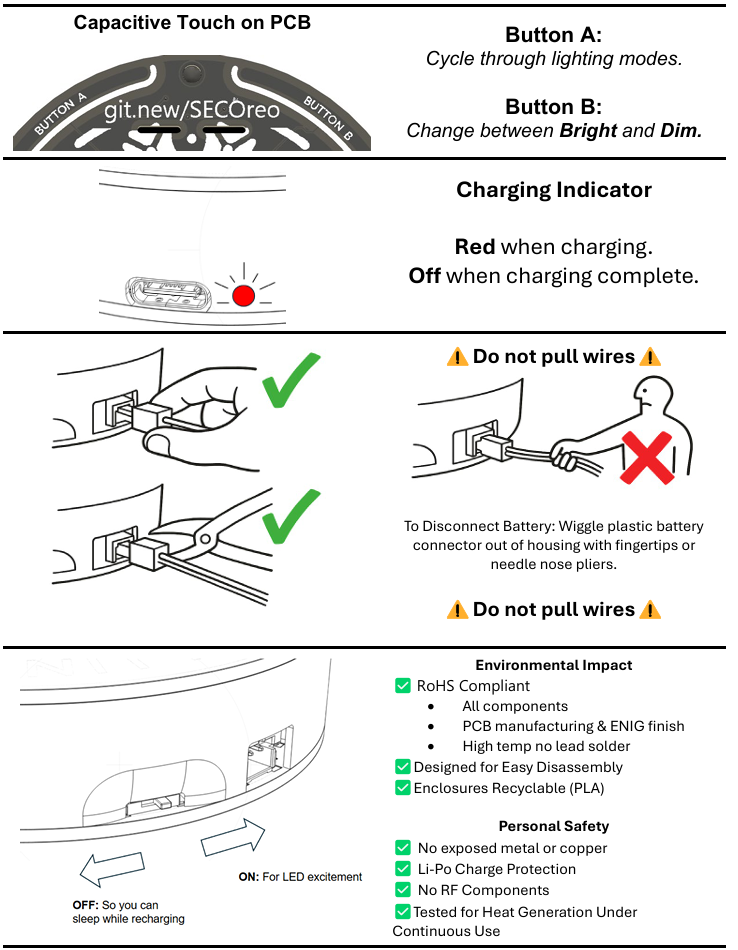 Capacitive Touch on PCB
BUTTON A
git.new/SECOreo
BUTTON B
Button A:
Cycle through lighting modes.
Button B:
Change between Bright and Dim.
Charging Indicator
Red when charging.
Off when charging complete.
⚠️ Do not pull wires ⚠️
To Disconnect Battery: Wiggle plastic battery
connector out of housing with fingertips or
needle nose pliers.
⚠️ Do not pull wires ⚠️
ON: For LED excitement
OFF: So you can
sleep while recharging
Environmental Impact
✅ RoHS Compliant
• All components
• PCB manufacturing & ENIG finish
• High temp no lead solder
✅ Designed for Easy Disassembly
✅ Enclosures Recyclable (PLA)
Personal Safety
✅ No exposed metal or copper
✅ Li-Po Charge Protection
✅ No RF Components
✅ Tested for Heat Generation Under
Continuous Use